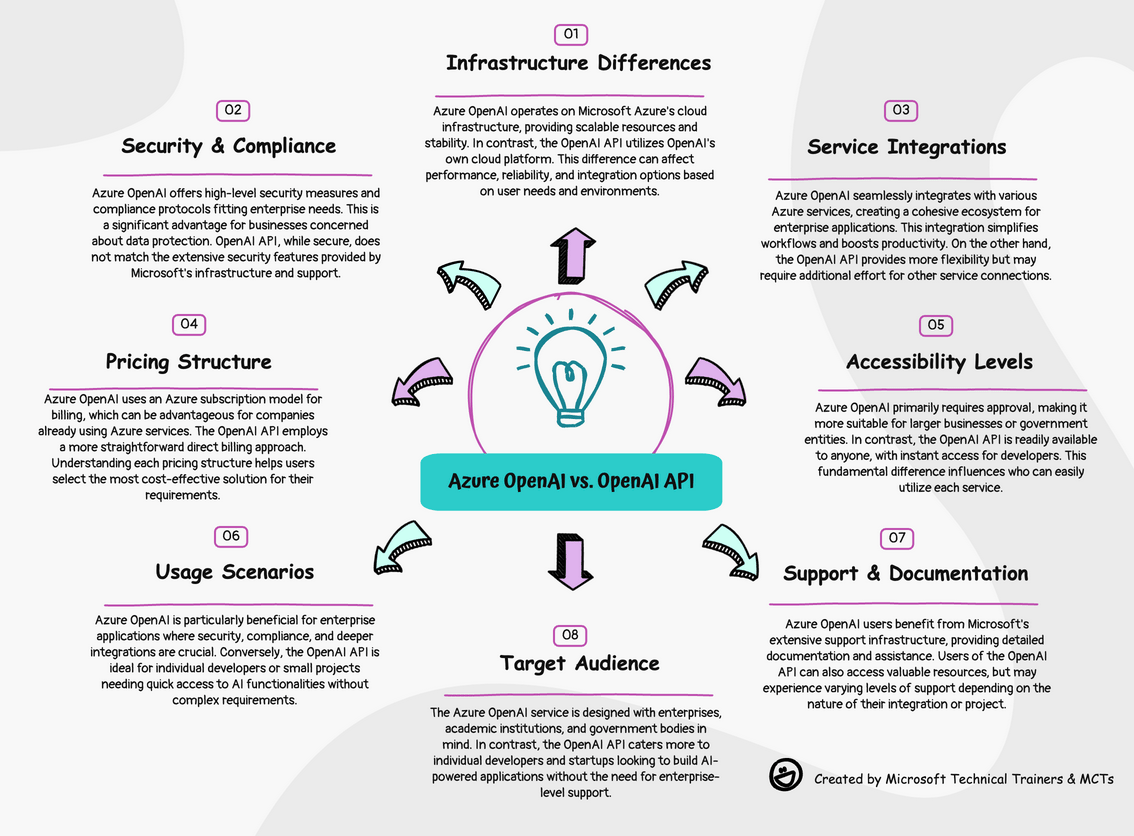 01
Infrastructure Differences
Azure OpenAI operates on Microsoft Azure's cloud
infrastructure, providing scalable resources and
stability. In contrast, the OpenAI API utilizes OpenAI's
own cloud platform. This difference can affect
performance, reliability, and integration options based
on user needs and environments.
02
Security & Compliance
Azure OpenAI offers high-level security measures and
compliance protocols fitting enterprise needs. This is
a significant advantage for businesses concerned
about data protection. OpenAI API, while secure, does
not match the extensive security features provided by
Microsoft's infrastructure and support.
03
Service Integrations
Azure OpenAI seamlessly integrates with various
Azure services, creating a cohesive ecosystem for
enterprise applications. This integration simplifies
workflows and boosts productivity. On the other hand,
the OpenAI API provides more flexibility but may
require additional effort for other service connections.
04
Pricing Structure
Azure OpenAI uses an Azure subscription model for
billing, which can be advantageous for companies
already using Azure services. The OpenAI API employs
a more straightforward direct billing approach.
Understanding each pricing structure helps users
select the most cost-effective solution for their
requirements.
05
Accessibility Levels
Azure OpenAI primarily requires approval, making it
more suitable for larger businesses or government
entities. In contrast, the OpenAI API is readily available
to anyone, with instant access for developers. This
fundamental difference influences who can easily
utilize each service.
Azure OpenAI vs. OpenAI API
06
Usage Scenarios
Azure OpenAI is particularly beneficial for enterprise
applications where security, compliance, and deeper
integrations are crucial. Conversely, the OpenAI API is
ideal for individual developers or small projects
needing quick access to AI functionalities without
complex requirements.
07
Support & Documentation
Azure OpenAI users benefit from Microsoft's
extensive support infrastructure, providing detailed
documentation and assistance. Users of the OpenAI
API can also access valuable resources, but may
experience varying levels of support depending on the
nature of their integration or project.
08
Target Audience
The Azure OpenAI service is designed with enterprises,
academic institutions, and government bodies in
mind. In contrast, the OpenAI API caters more to
individual developers and startups looking to build AI-
powered applications without the need for enterprise-
level support.
Created by Microsoft Technical Trainers & MCTs